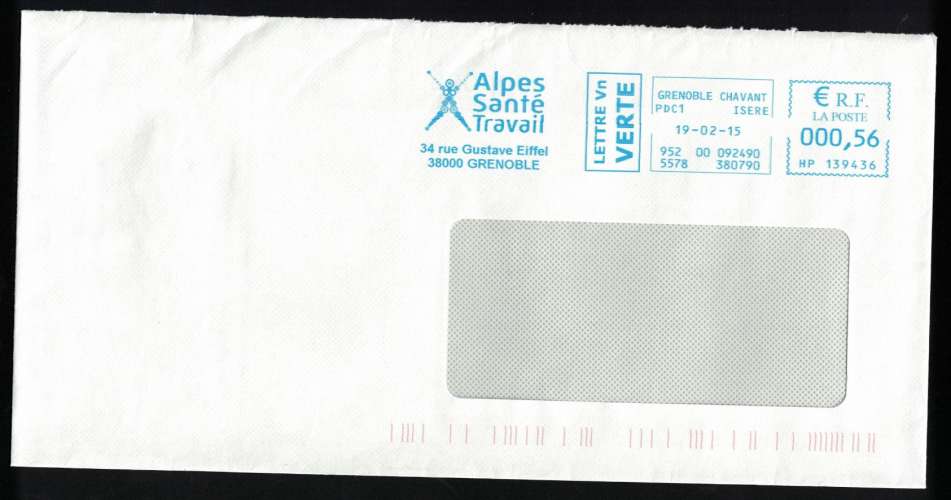 Alpes
Santé
Travail
34 rue Gustave Eiffel
38000 GRENOBLE
LETTRE Vn
VERTE
GRENOBLE CHAVANT
PDC1 ISERE
19-02-15
952 00 092490
5578 380790
€ R.F.
LA POSTE
000,56
HP 139436